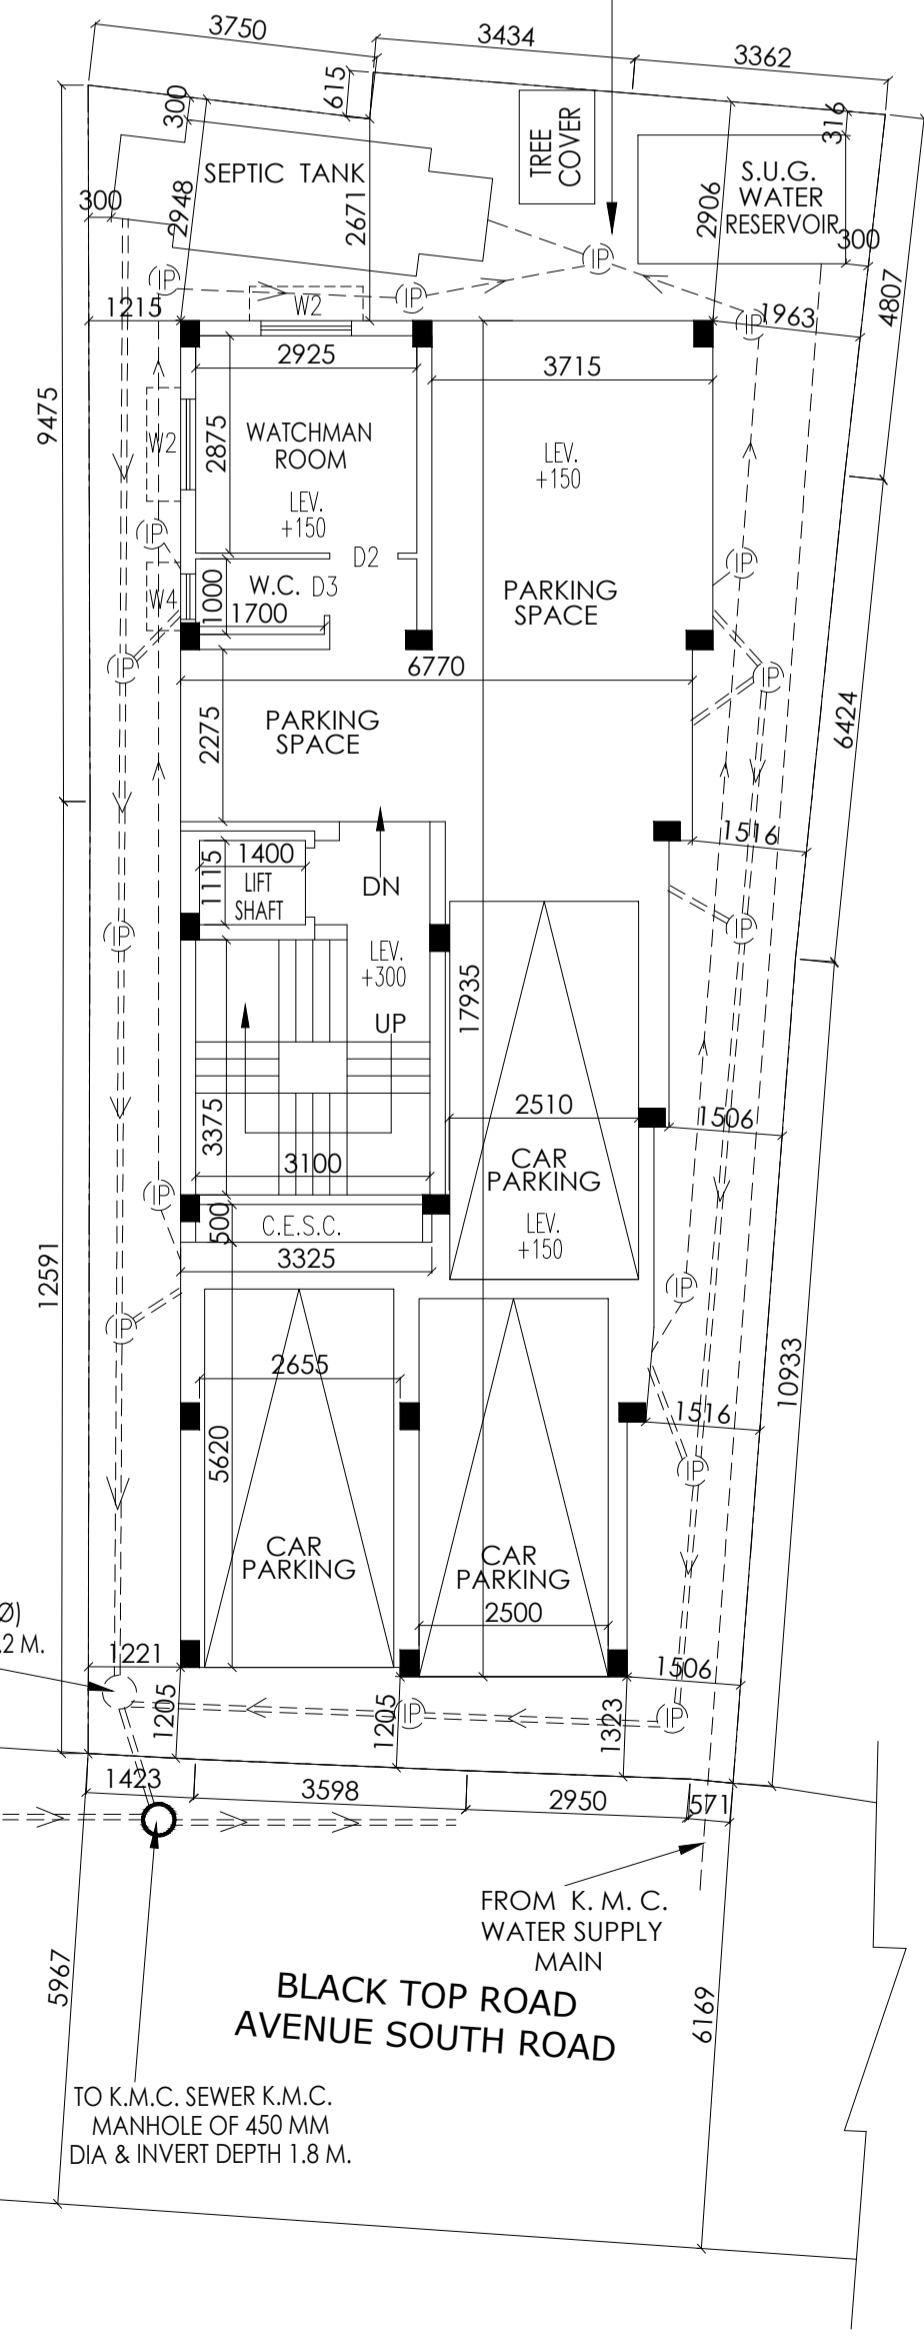 3750
3434
3362
615
300
316
TREE
COVER
SEPTIC TANK
S.U.G.
WATER
RESERVOIR
300
2948
2671
2906
300
4807
IP
IP
IP
IP
1215
W2
1963
2925
3715
9475
2875
W2
WATCHMAN
ROOM
LEV.
+150
LEV.
+150
IP
D2
IP
W4
1000
W.C.
D3
1700
PARKING
SPACE
IP
6770
IP
2275
PARKING
SPACE
6424
1516
1115
1400
LIFT
SHAFT
DN
IP
IP
LEV.
+300
17935
UP
3375
2510
1506
3100
CAR
PARKING
IP
500
C.E.S.C.
LEV.
+150
3325
12591
IP
IP
10933
2655
1516
5620
IP
CAR
PARKING
CAR
PARKING
2500
Ø)
.2 M.
1221
1506
1205
1205
IP
1323
IP
1423
3598
2950
571
FROM K. M. C.
WATER SUPPLY
MAIN
5967
BLACK TOP ROAD
AVENUE SOUTH ROAD
6169
TO K.M.C. SEWER K.M.C.
MANHOLE OF 450 MM
DIA & INVERT DEPTH 1.8 M.